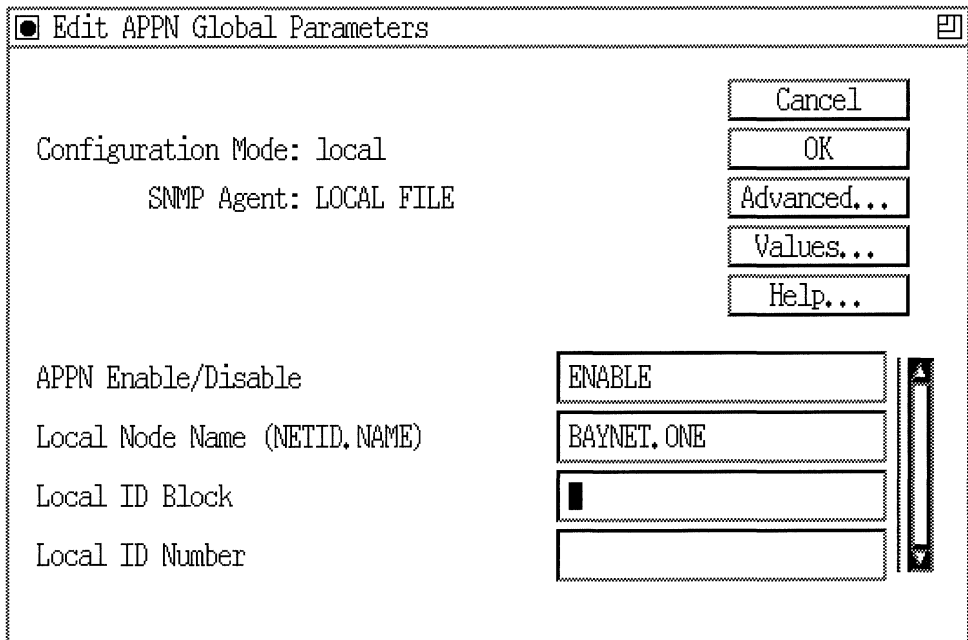 Edit APPN Global Parameters
Cancel
Configuration Mode: local
OK
SNMP Agent: LOCAL FILE
Advanced...
Values...
Help...
APPN Enable/Disable
ENABLE
Local Node Name (NETID.NAME)
BAYNET.ONE
Local ID Block
Local ID Number